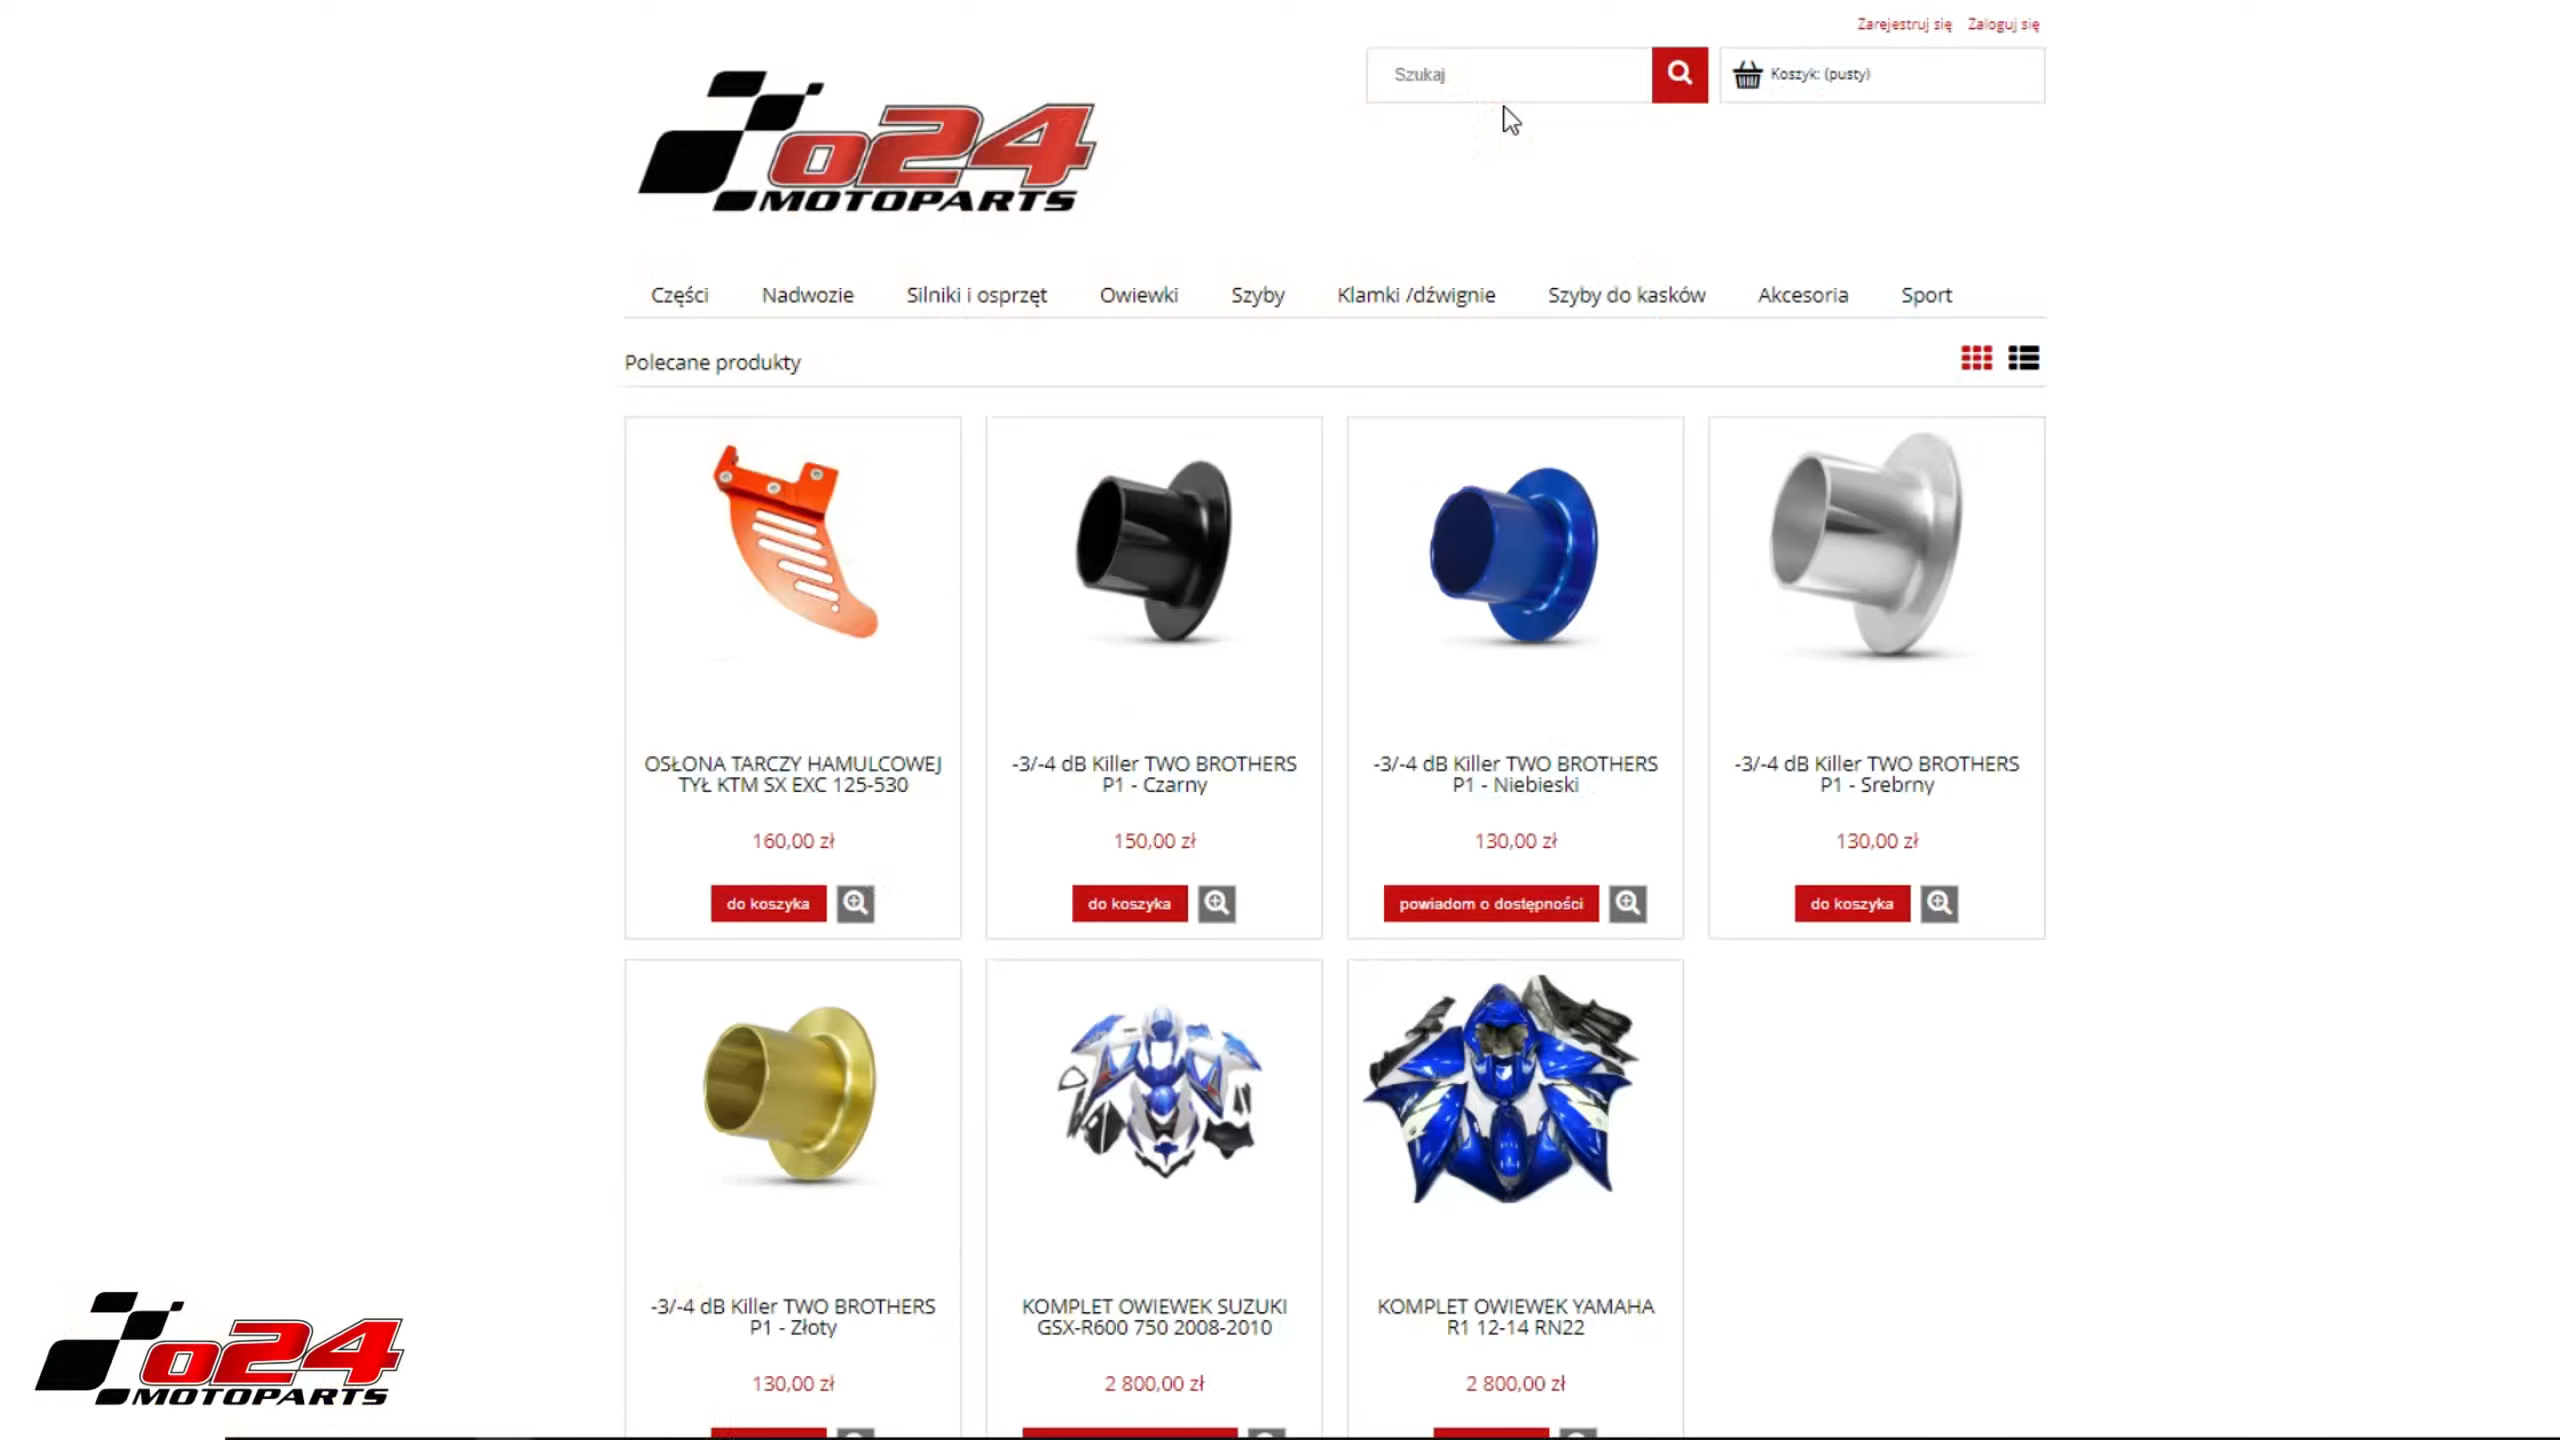 Zarejestruj się Zaloguj się
Szukaj
Koszyk: (pusty)
o24
MOTOPARTS
Części Nadwozie Silniki i osprzęt Owiewki Szyby Klamki /dźwignie Szyby do kasków Akcesoria Sport
Polecane produkty
OSŁONA TARCZY HAMULCOWEJ
TYŁ KTM SX EXC 125-530
160,00 zł
do koszyka
-3/-4 dB Killer TWO BROTHERS
P1 - Czarny
150,00 zł
do koszyka
-3/-4 dB Killer TWO BROTHERS
P1 - Niebieski
130,00 zł
powiadom o dostępności
-3/-4 dB Killer TWO BROTHERS
P1 - Srebrny
130,00 zł
do koszyka
-3/-4 dB Killer TWO BROTHERS
P1 - Złoty
130,00 zł
KOMPLET OWIEWEK SUZUKI
GSX-R600 750 2008-2010
2 800,00 zł
KOMPLET OWIEWEK YAMAHA
R1 12-14 RN22
2 800,00 zł
o24
MOTOPARTS